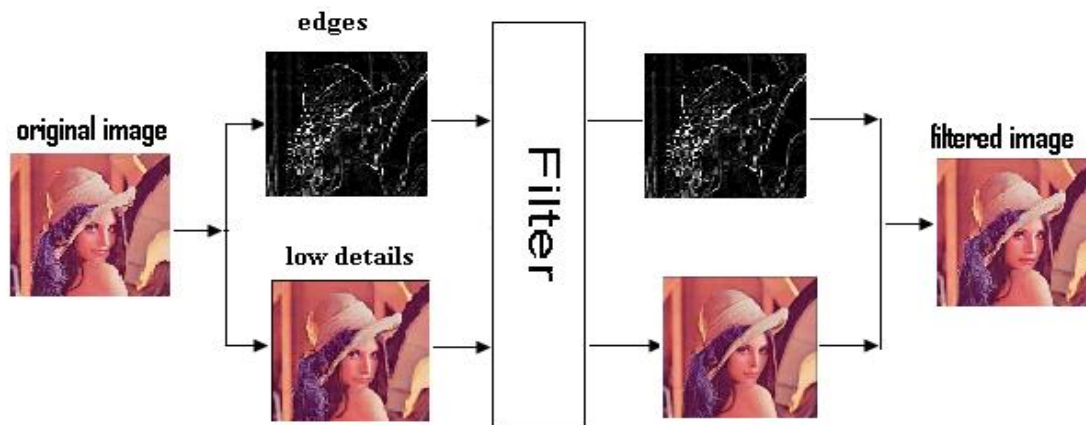 edges
original image
Filter
filtered image
low details